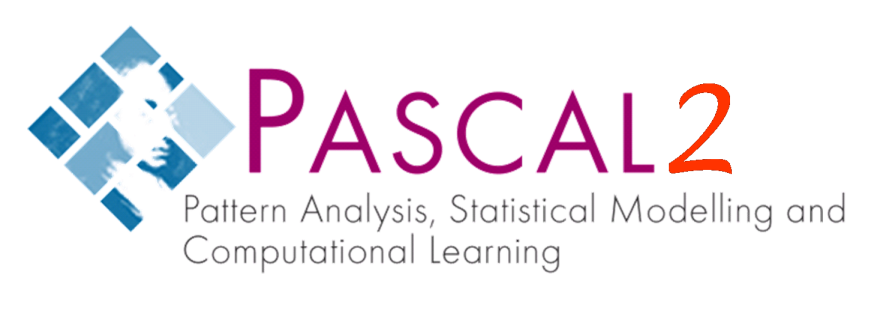 PASCAL2
Pattern Analysis, Statistical Modelling and
Computational Learning